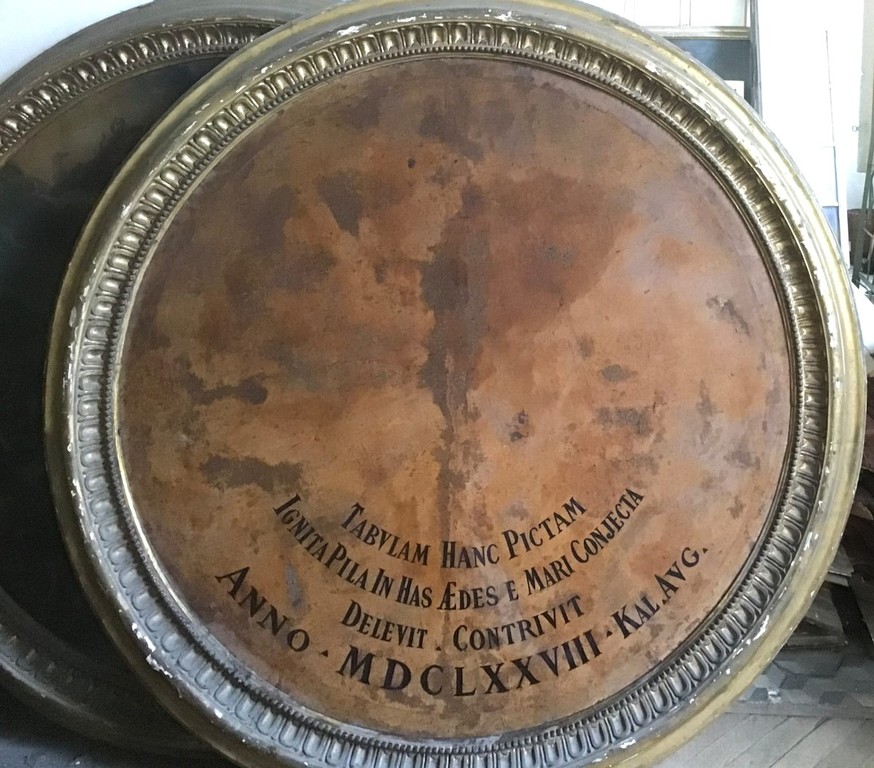 TABVLAM HANC PICTAM
IGNITA PILA IN HAS ÆDES E MARI CONJECTA
DELEVIT . CONTRIVIT
ANNO · MDCLXXVIII · KAL AVG.